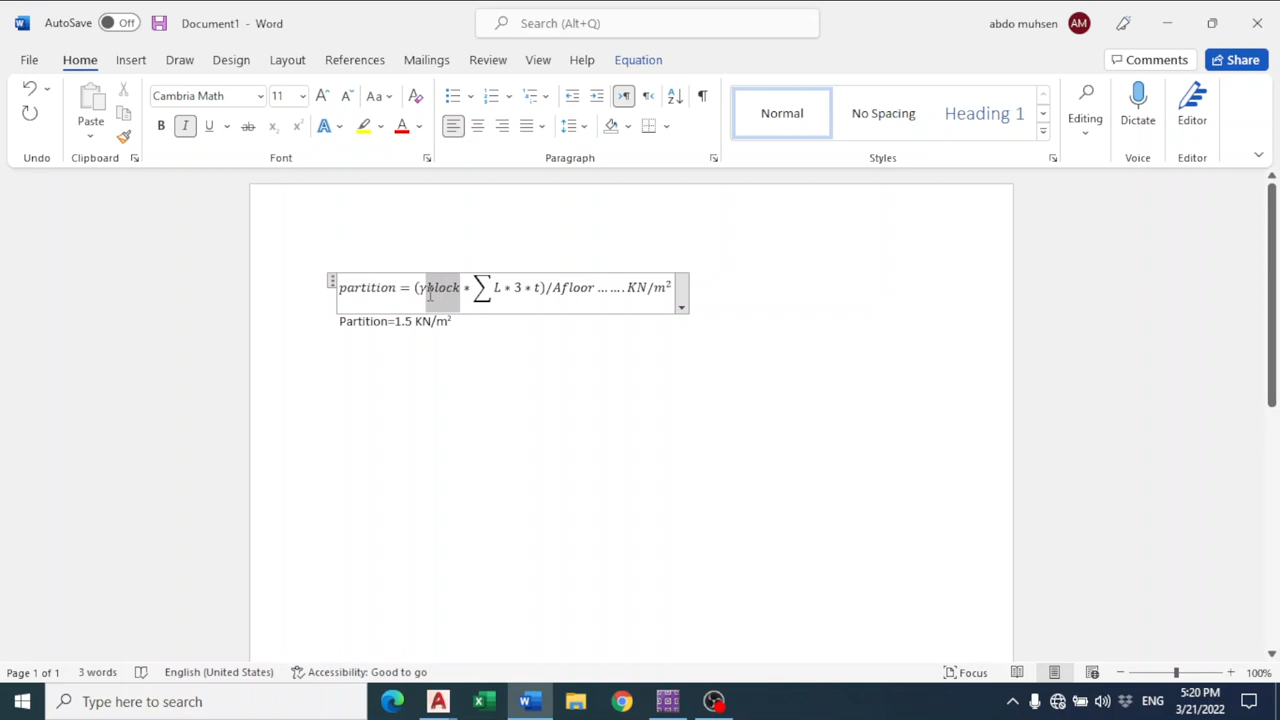 AutoSave Off Document1 - Word Search (Alt+Q) abdo muhsen AM
File Home Insert Draw Design Layout References Mailings Review View Help Equation Comments Share
Cambria Math 11 Aa Normal No Spacing Heading 1
Paste Editing Dictate Editor
B I U ab x x A A
Undo Clipboard Font Paragraph Styles Voice Editor
partition = (γblock * ∑ L * 3 * t)/Afloor ... ... . KN/m²
Partition=1.5 KN/m²
Page 1 of 1 3 words English (United States) Accessibility: Good to go Focus 100%
Type here to search ENG 5:20 PM
3/21/2022